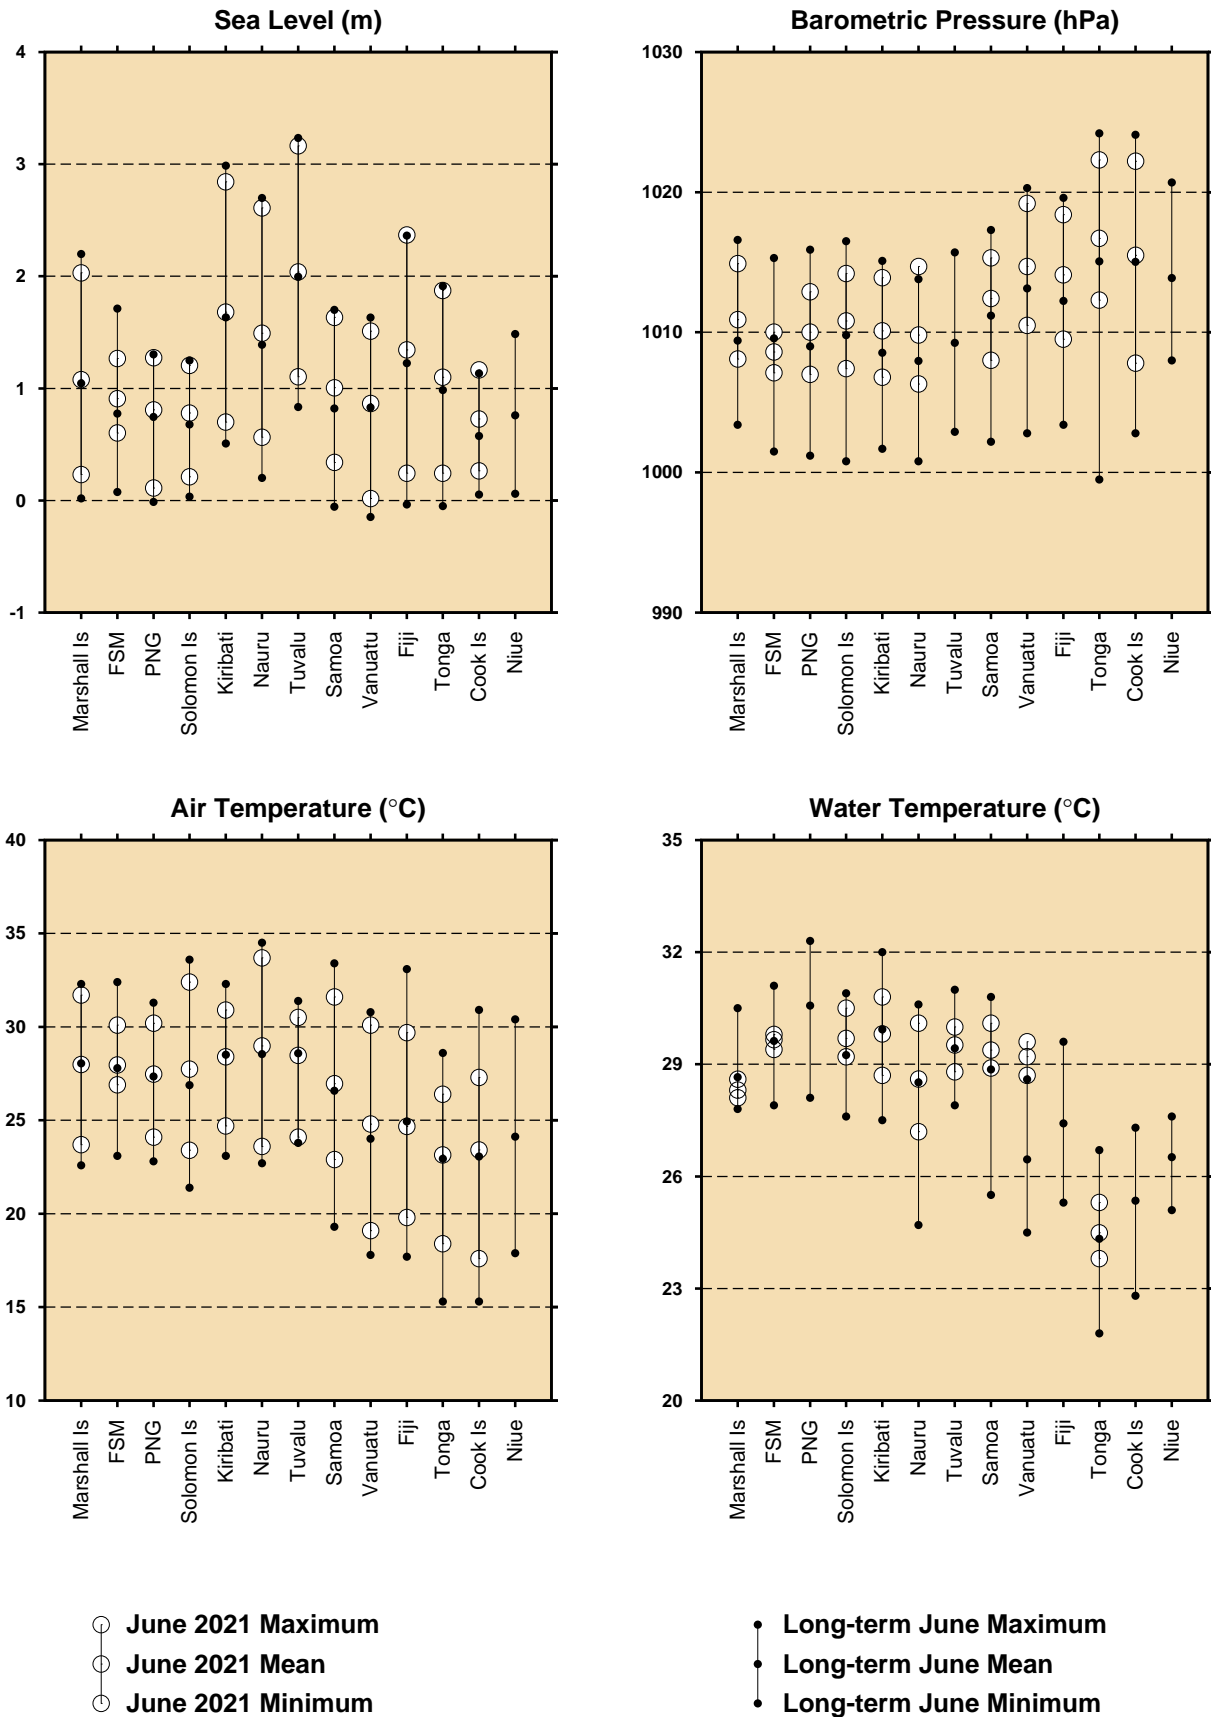 Sea Level (m)
4
3
2
1
0
-1
Marshall Is
FSM
PNG
Solomon Is
Kiribati
Nauru
Tuvalu
Samoa
Vanuatu
Fiji
Tonga
Cook Is
Niue
Barometric Pressure (hPa)
1030
1020
1010
1000
990
Marshall Is
FSM
PNG
Solomon Is
Kiribati
Nauru
Tuvalu
Samoa
Vanuatu
Fiji
Tonga
Cook Is
Niue
Air Temperature (°C)
40
35
30
25
20
15
10
Marshall Is
FSM
PNG
Solomon Is
Kiribati
Nauru
Tuvalu
Samoa
Vanuatu
Fiji
Tonga
Cook Is
Niue
Water Temperature (°C)
35
32
29
26
23
20
Marshall Is
FSM
PNG
Solomon Is
Kiribati
Nauru
Tuvalu
Samoa
Vanuatu
Fiji
Tonga
Cook Is
Niue
June 2021 Maximum
June 2021 Mean
June 2021 Minimum
Long-term June Maximum
Long-term June Mean
Long-term June Minimum